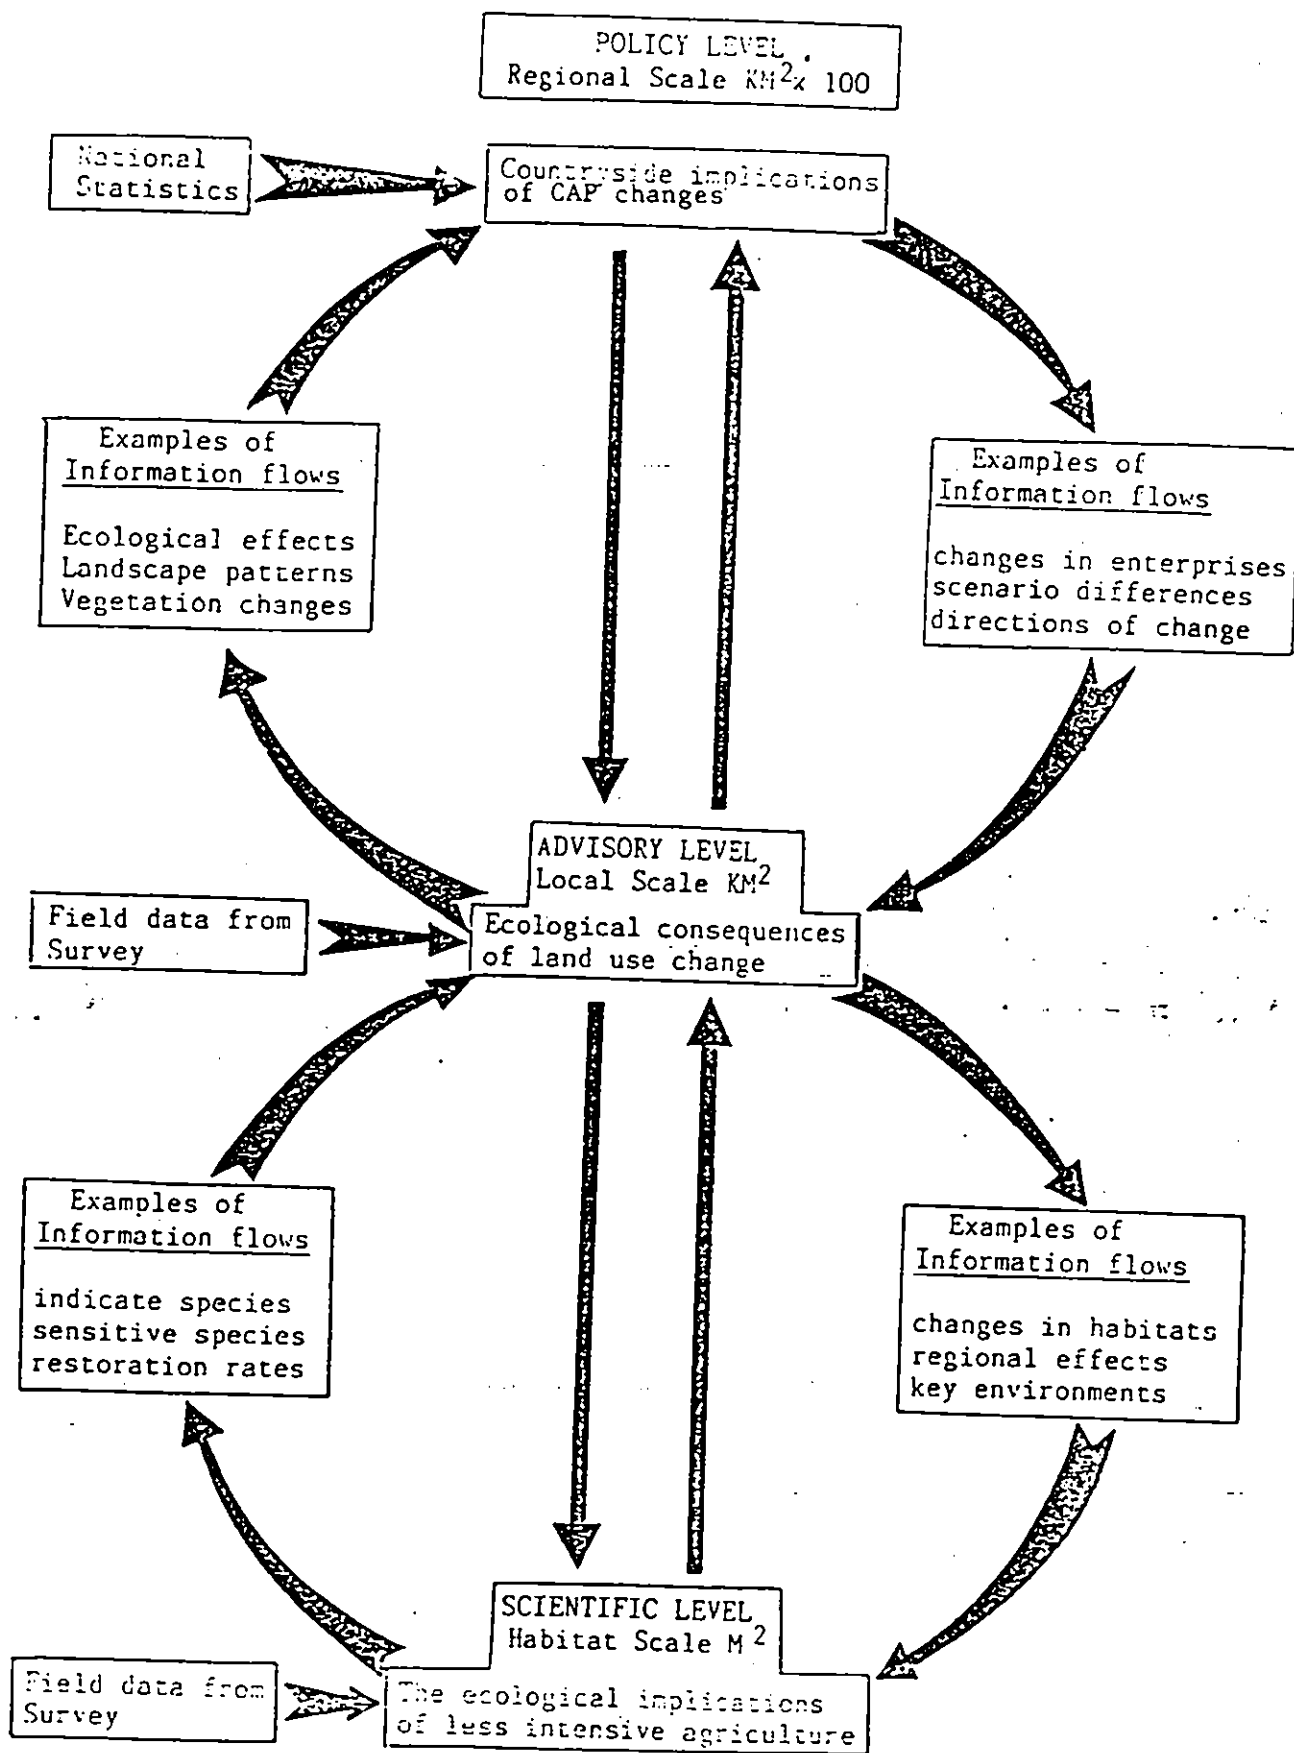 POLICY LEVEL
Regional Scale KM² x 100
National
Statistics
Countryside implications
of CAP changes
Examples of
Information flows
Ecological effects
Landscape patterns
Vegetation changes
Examples of
Information flows
changes in enterprises
scenario differences
directions of change
ADVISORY LEVEL
Local Scale KM²
Field data from
Survey
Ecological consequences
of land use change
Examples of
Information flows
indicate species
sensitive species
restoration rates
Examples of
Information flows
changes in habitats
regional effects
key environments
SCIENTIFIC LEVEL
Habitat Scale M²
Field data from
Survey
The ecological implications
of less intensive agriculture